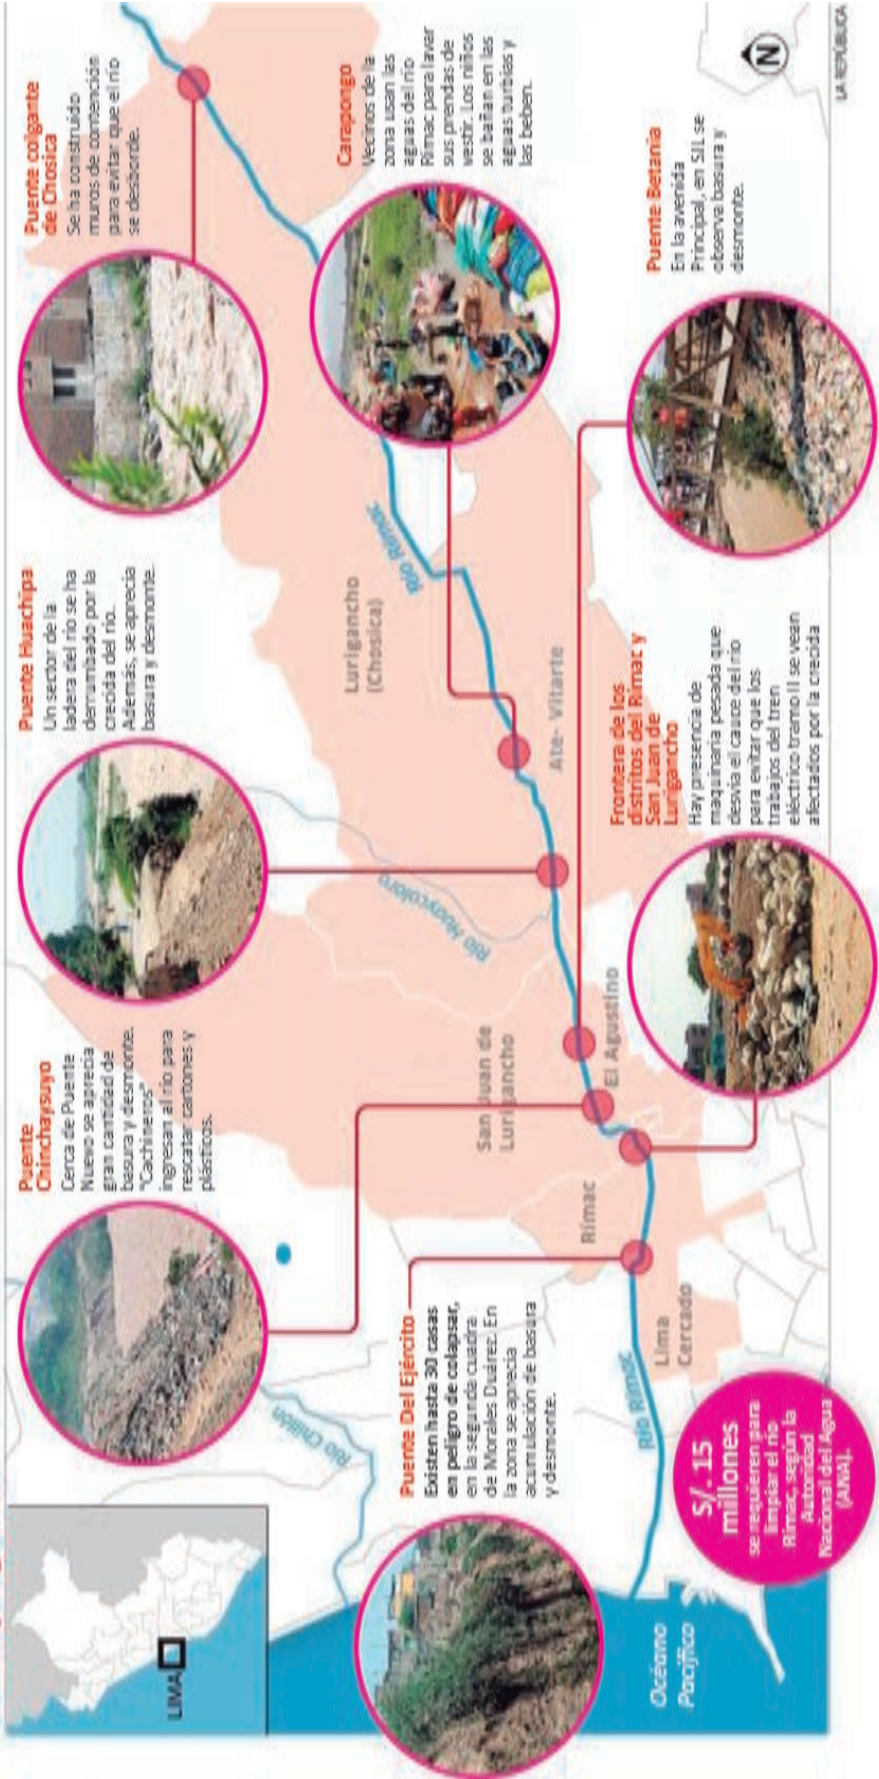 LIMA
Puente
Chinchaysuyo
Cerca de Puente
Nuevo se aprecia
gran cantidad de
basura y desmonte.
"Cachineros"
ingresan al río para
rescatar cartones y
plásticos.
Puente Huachipa
Un sector de la
ladera del río se ha
derrumbado por la
crecida del río.
Además, se aprecia
basura y desmonte.
Puente colgante
de Chosica
Se ha construido
muros de contención
para evitar que el río
se desborde.
Carapongo
Vecinos de la
zona usan las
aguas del río
Rímac para lavar
sus prendas de
vestir. Los niños
se bañan en las
aguas turbias y
las beben.
Río Chillón
Río Huaycoloro
Río Rímac
Lurigancho
(Chosica)
San Juan de
Lurigancho
Ate- Vitarte
El Agustino
Rímac
Lima
Cercado
Río Rímac
Océano
Pacífico
Puente Del Ejército
Existen hasta 30 casas
en peligro de colapsar,
en la segunda cuadra
de Morales Duárez. En
la zona se aprecia
acumulación de basura
y desmonte.
Frontera de los
distritos del Rímac y
San Juan de
Lurigancho
Hay presencia de
maquinaria pesada que
desvía el cauce del río
para evitar que los
trabajos del tren
eléctrico tramo II se vean
afectados por la crecida
Puente Betania
En la avenida
Principal, en SJL se
observa basura y
desmonte.
S/. 15
millones
se requieren para
limpiar el río
Rímac, según la
Autoridad
Nacional del Agua
(ANA).
N
LA REPÚBLICA